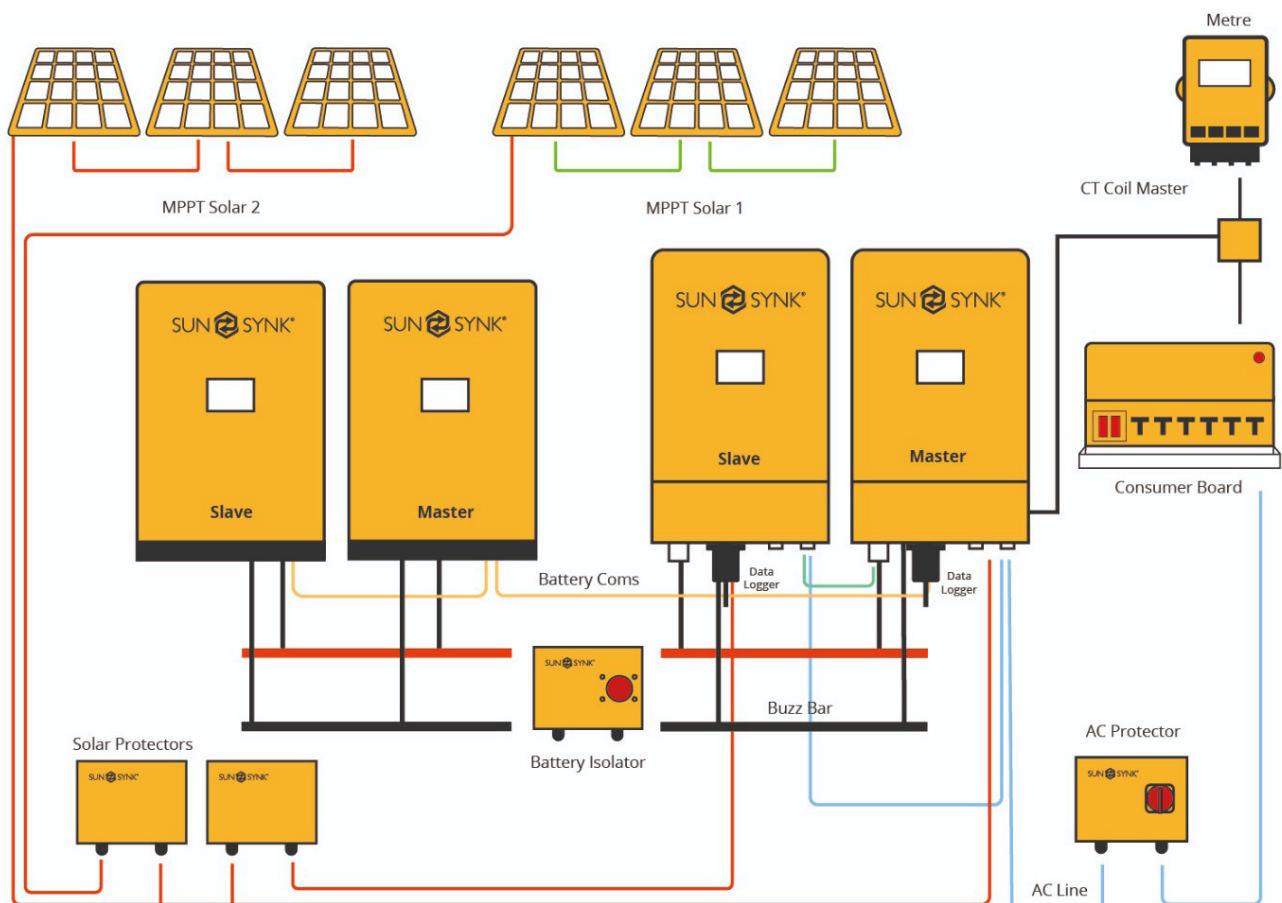 Metre
CT Coil Master
MPPT Solar 2
MPPT Solar 1
SUN SYNK®
SUN SYNK®
SUN SYNK®
SUN SYNK®
Slave
Master
Slave
Master
Consumer Board
Battery Coms
Data
Logger
Data
Logger
SUN SYNK®
Buzz Bar
Battery Isolator
Solar Protectors
SUN SYNK®
SUN SYNK®
AC Protector
SUN SYNK®
AC Line